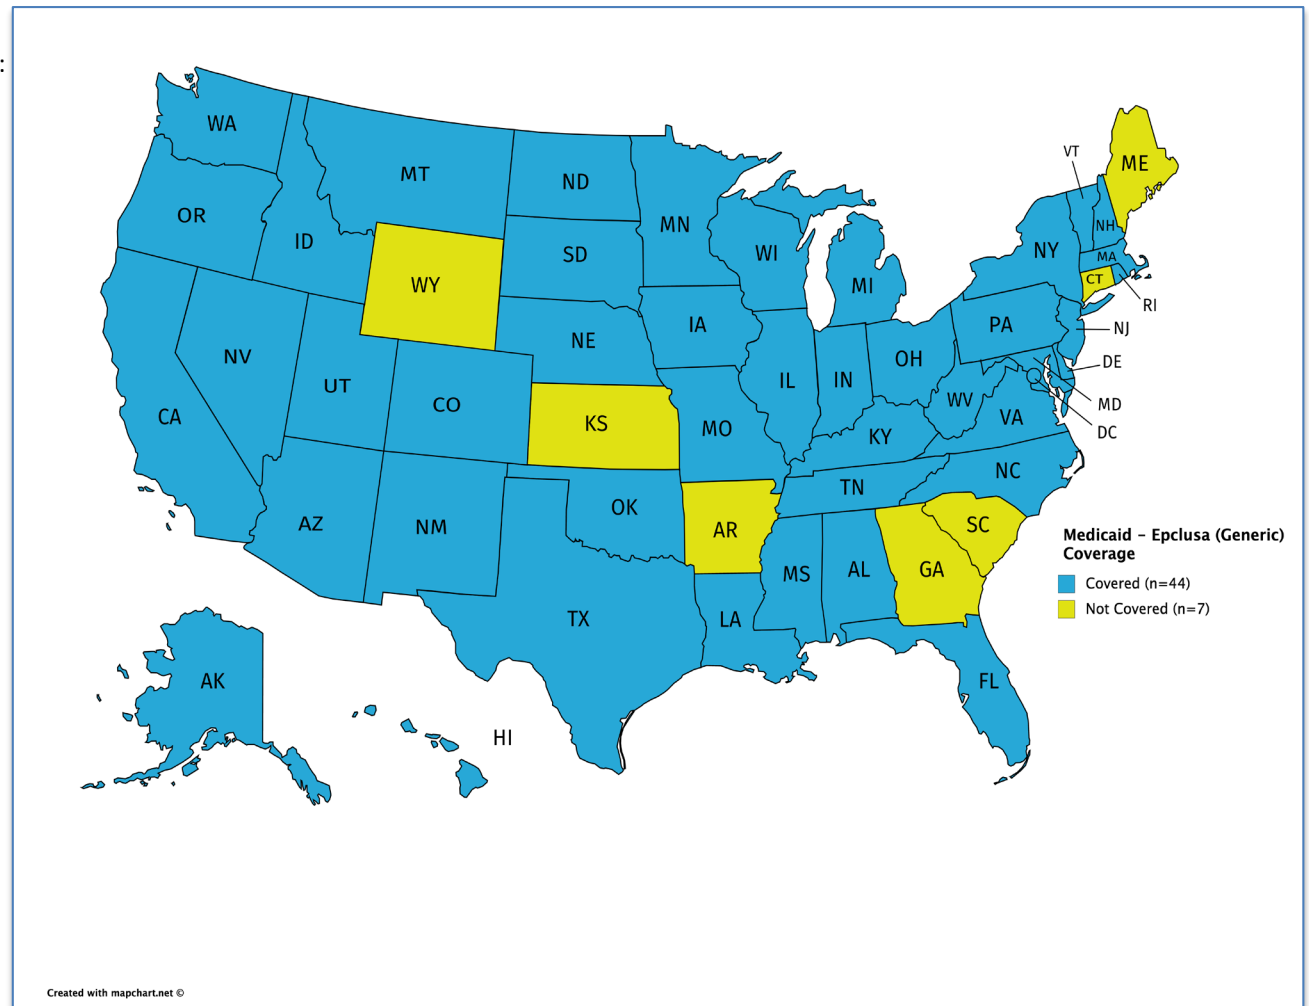 :
WA
MT
ND
MN
VT
ME
OR
ID
SD
WI
NY
NH
MA
WY
MI
CT
RI
IA
PA
NJ
NE
NV
UT
IL
IN
OH
DE
CA
CO
KS
MO
WV
VA
MD
KY
DC
AZ
NM
OK
TN
NC
AR
SC
MS
AL
GA
TX
LA
AK
HI
FL
Medicaid – Epclusa (Generic)
Coverage
Covered (n=44)
Not Covered (n=7)
Created with mapchart.net ©